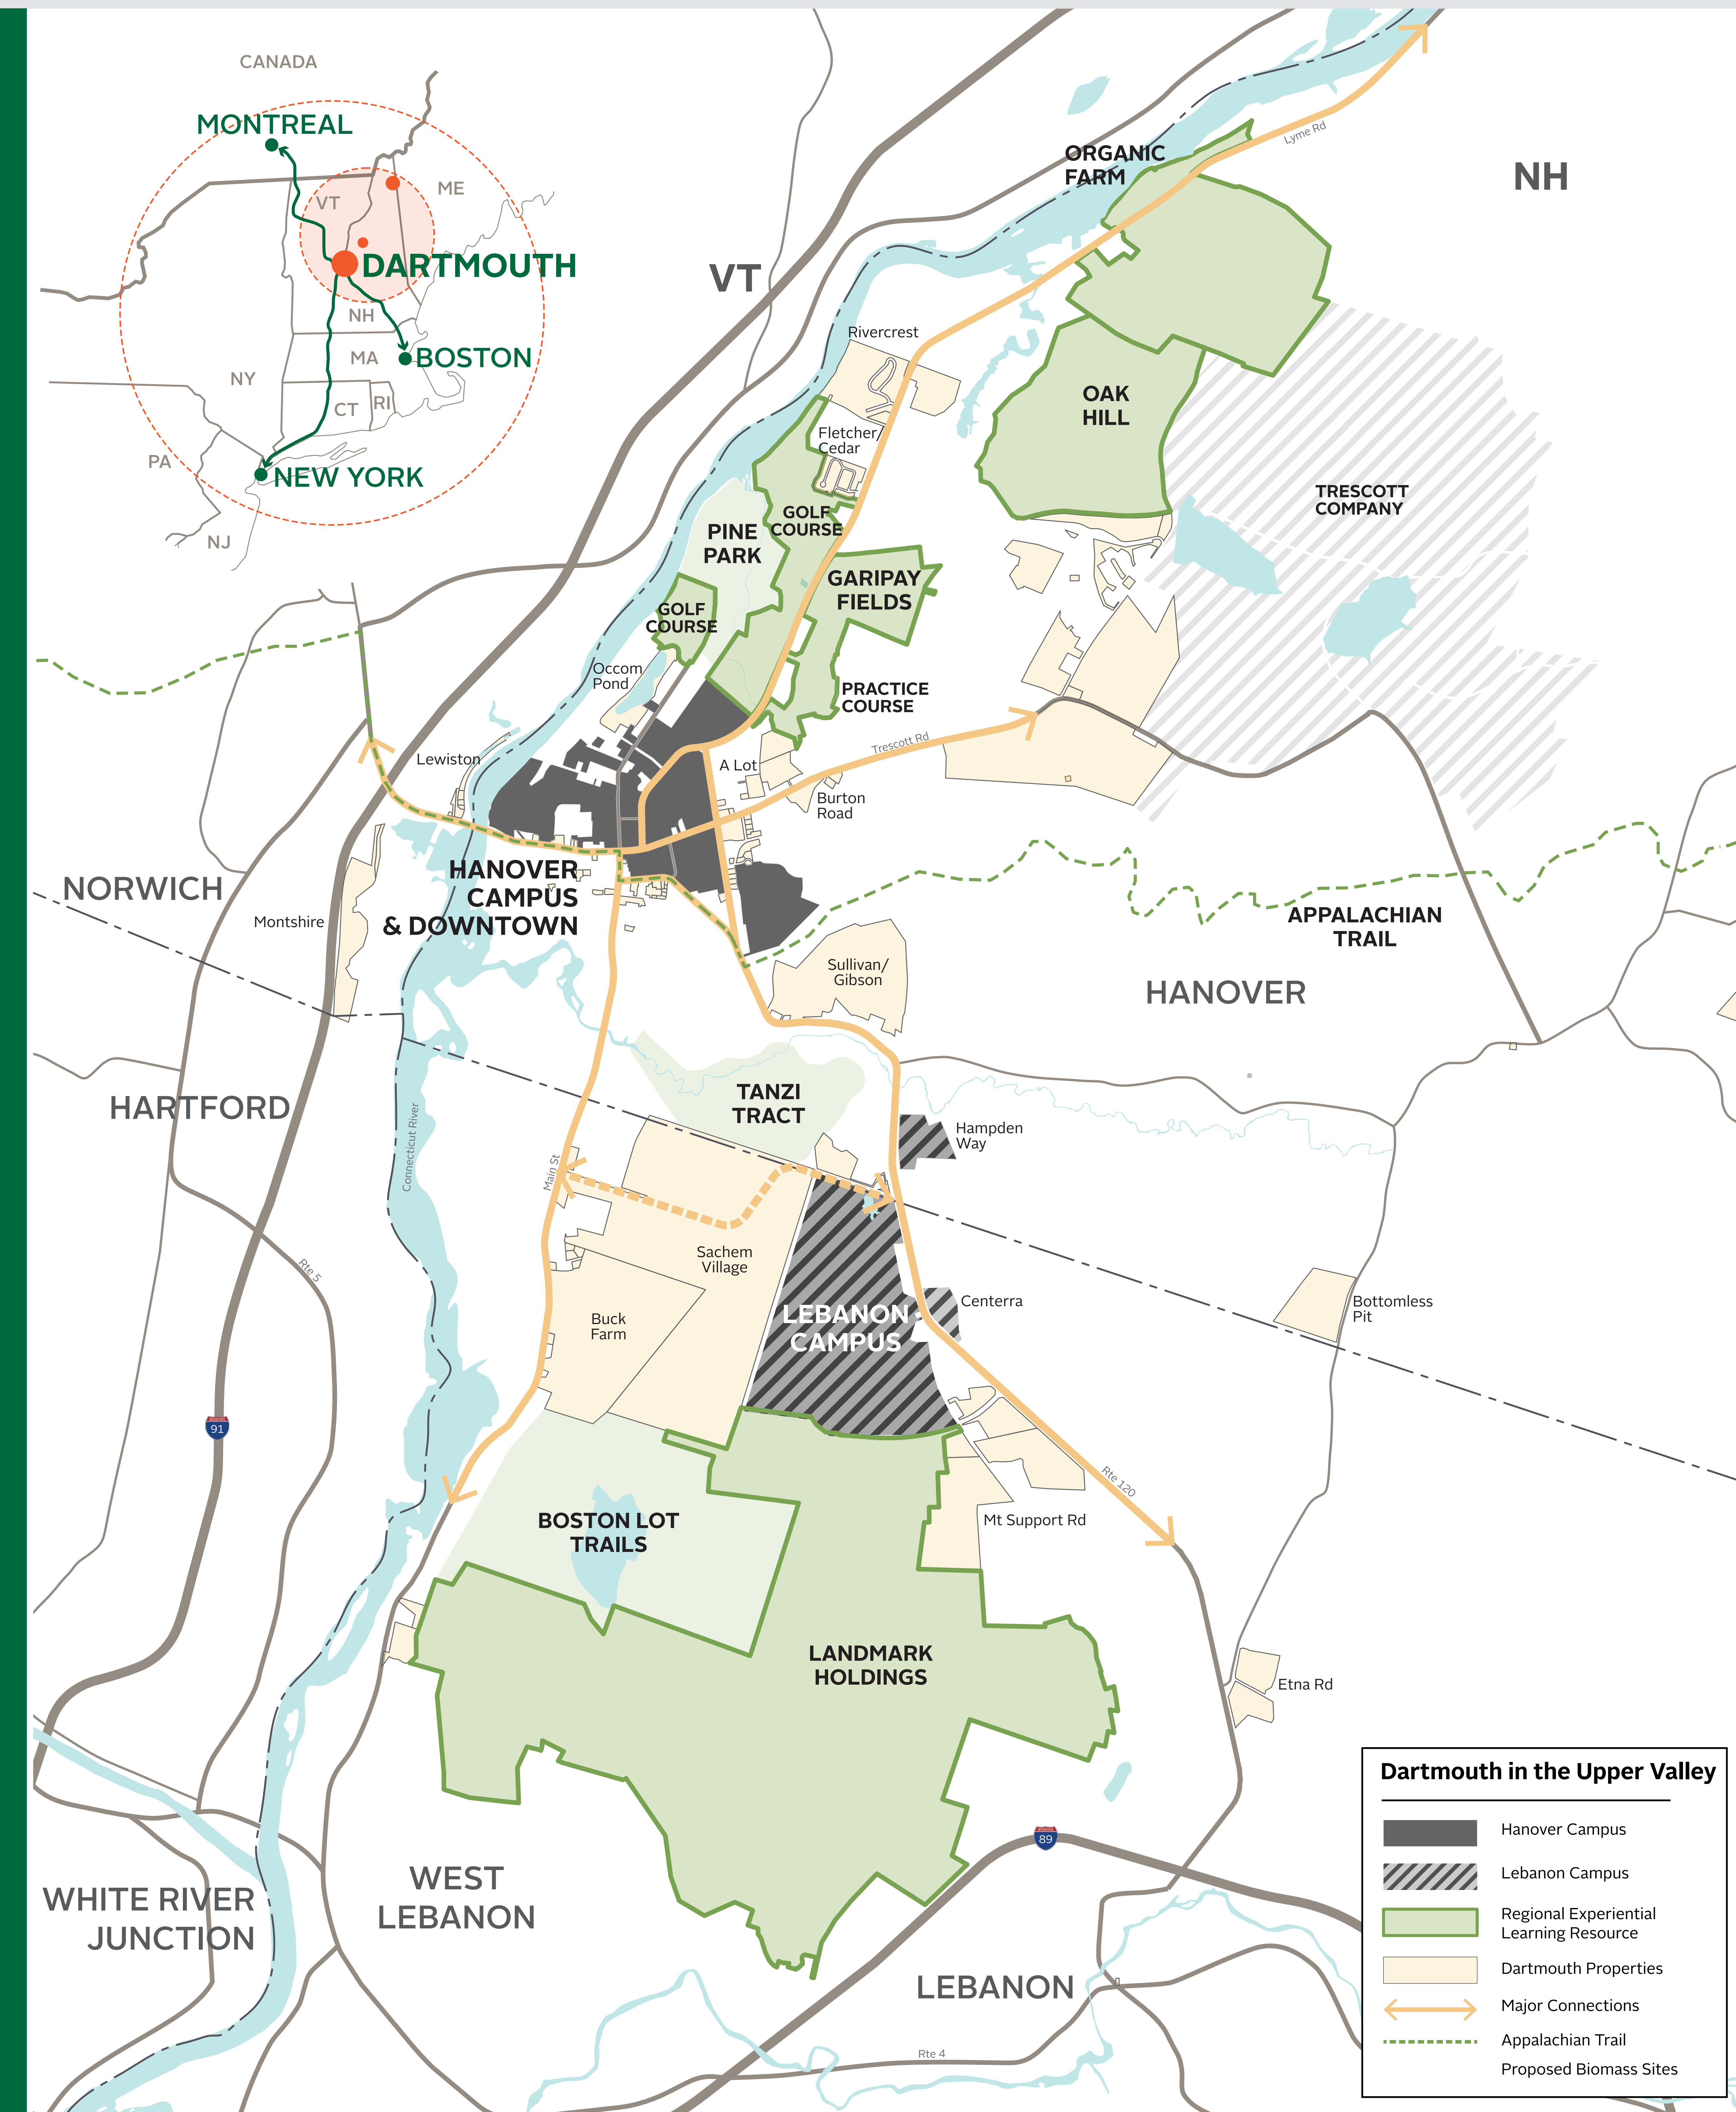 CANADA
MONTREAL
ME
VT
DARTMOUTH
NH
MA
BOSTON
NY
CT
RI
PA
NEW YORK
NJ
ORGANIC
FARM
Lyme Rd
NH
VT
Rivercrest
OAK
HILL
Fletcher/
Cedar
TRESCOTT
COMPANY
GOLF
COURSE
PINE
PARK
GARIPAY
FIELDS
GOLF
COURSE
Occom
Pond
PRACTICE
COURSE
Trescott Rd
Lewiston
A Lot
Burton
Road
HANOVER
CAMPUS
& DOWNTOWN
NORWICH
Montshire
APPALACHIAN
TRAIL
Sullivan/
Gibson
HANOVER
TANZI
TRACT
HARTFORD
Connecticut River
Hampden
Way
Main St
Sachem
Village
Rte 5
Buck
Farm
LEBANON
CAMPUS
Centerra
Bottomless
Pit
91
Rte 120
BOSTON LOT
TRAILS
Mt Support Rd
LANDMARK
HOLDINGS
Etna Rd
89
WEST
LEBANON
WHITE RIVER
JUNCTION
LEBANON
Rte 4
Dartmouth in the Upper Valley
Hanover Campus
Lebanon Campus
Regional Experiential
Learning Resource
Dartmouth Properties
Major Connections
Appalachian Trail
Proposed Biomass Sites